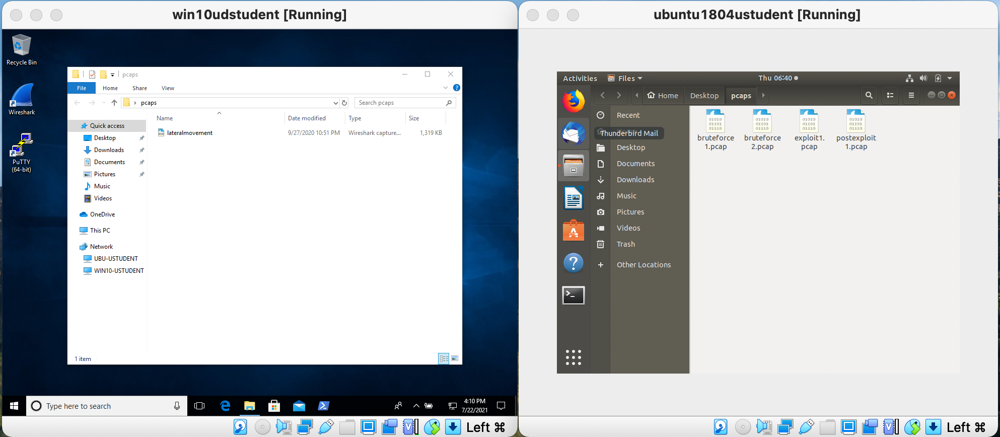 win10udstudent [Running]
Recycle Bin
Wireshark
PuTTY
(64-bit)
pcaps
File Home Share View
pcaps
Search pcaps
Name Date modified Type Size
lateralmovement 9/27/2020 10:51 PM Wireshark capture... 1,319 KB
Quick access
Desktop
Downloads
Documents
Pictures
Music
Videos
OneDrive
This PC
Network
UBU-USTUDENT
WIN10-USTUDENT
1 item
Type here to search
4:10 PM
7/22/2021
Left ⌘
ubuntu1804ustudent [Running]
Activities Files Thu 06:40
Home Desktop pcaps
Recent
Thunderbird Mail
Desktop
Documents
Downloads
Music
Pictures
Videos
Trash
Other Locations
bruteforce
1.pcap
bruteforce
2.pcap
exploit1.
pcap
postexploit
1.pcap
Left ⌘